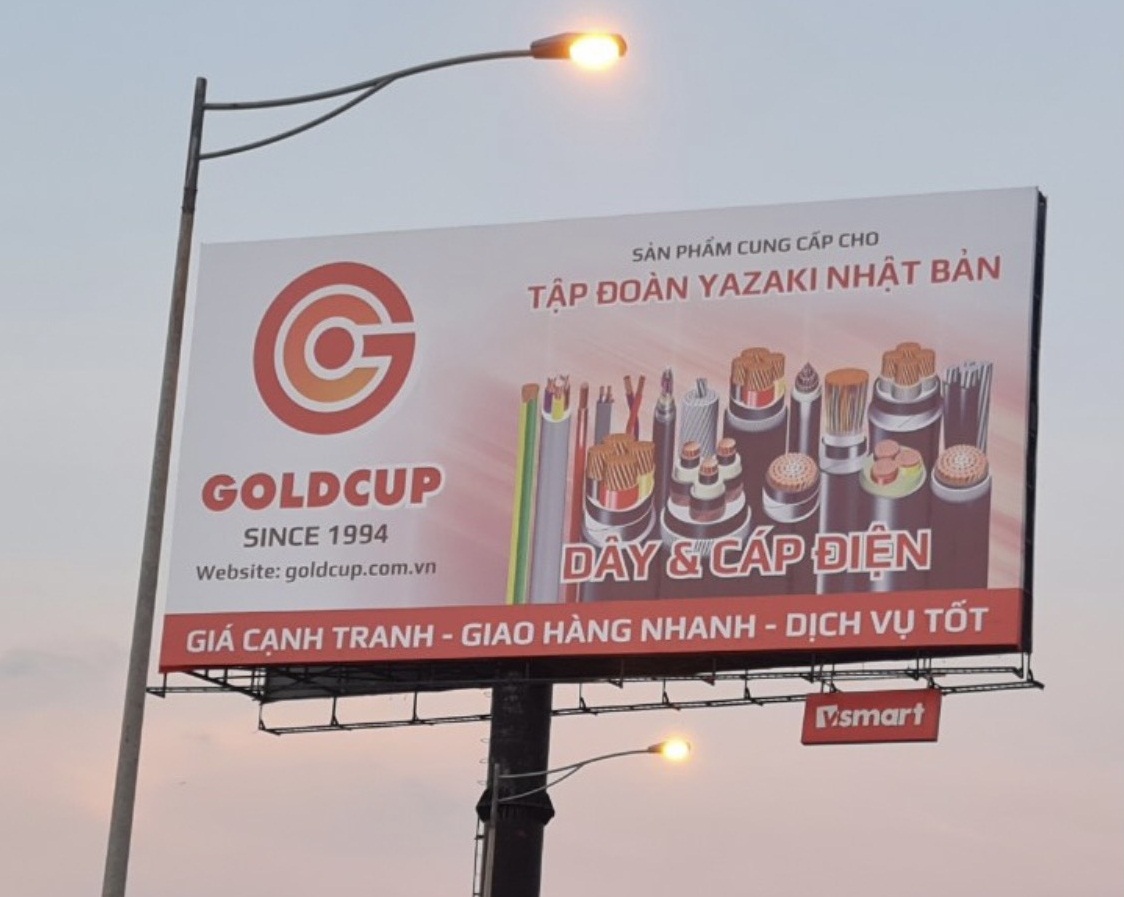 SẢN PHẨM CUNG CẤP CHO
TẬP ĐOÀN YAZAKI NHẬT BẢN
GOLDCUP
SINCE 1994
Website: goldcup.com.vn
DÂY & CÁP ĐIỆN
GIÁ CẠNH TRANH - GIAO HÀNG NHANH - DỊCH VỤ TỐT
Vsmart